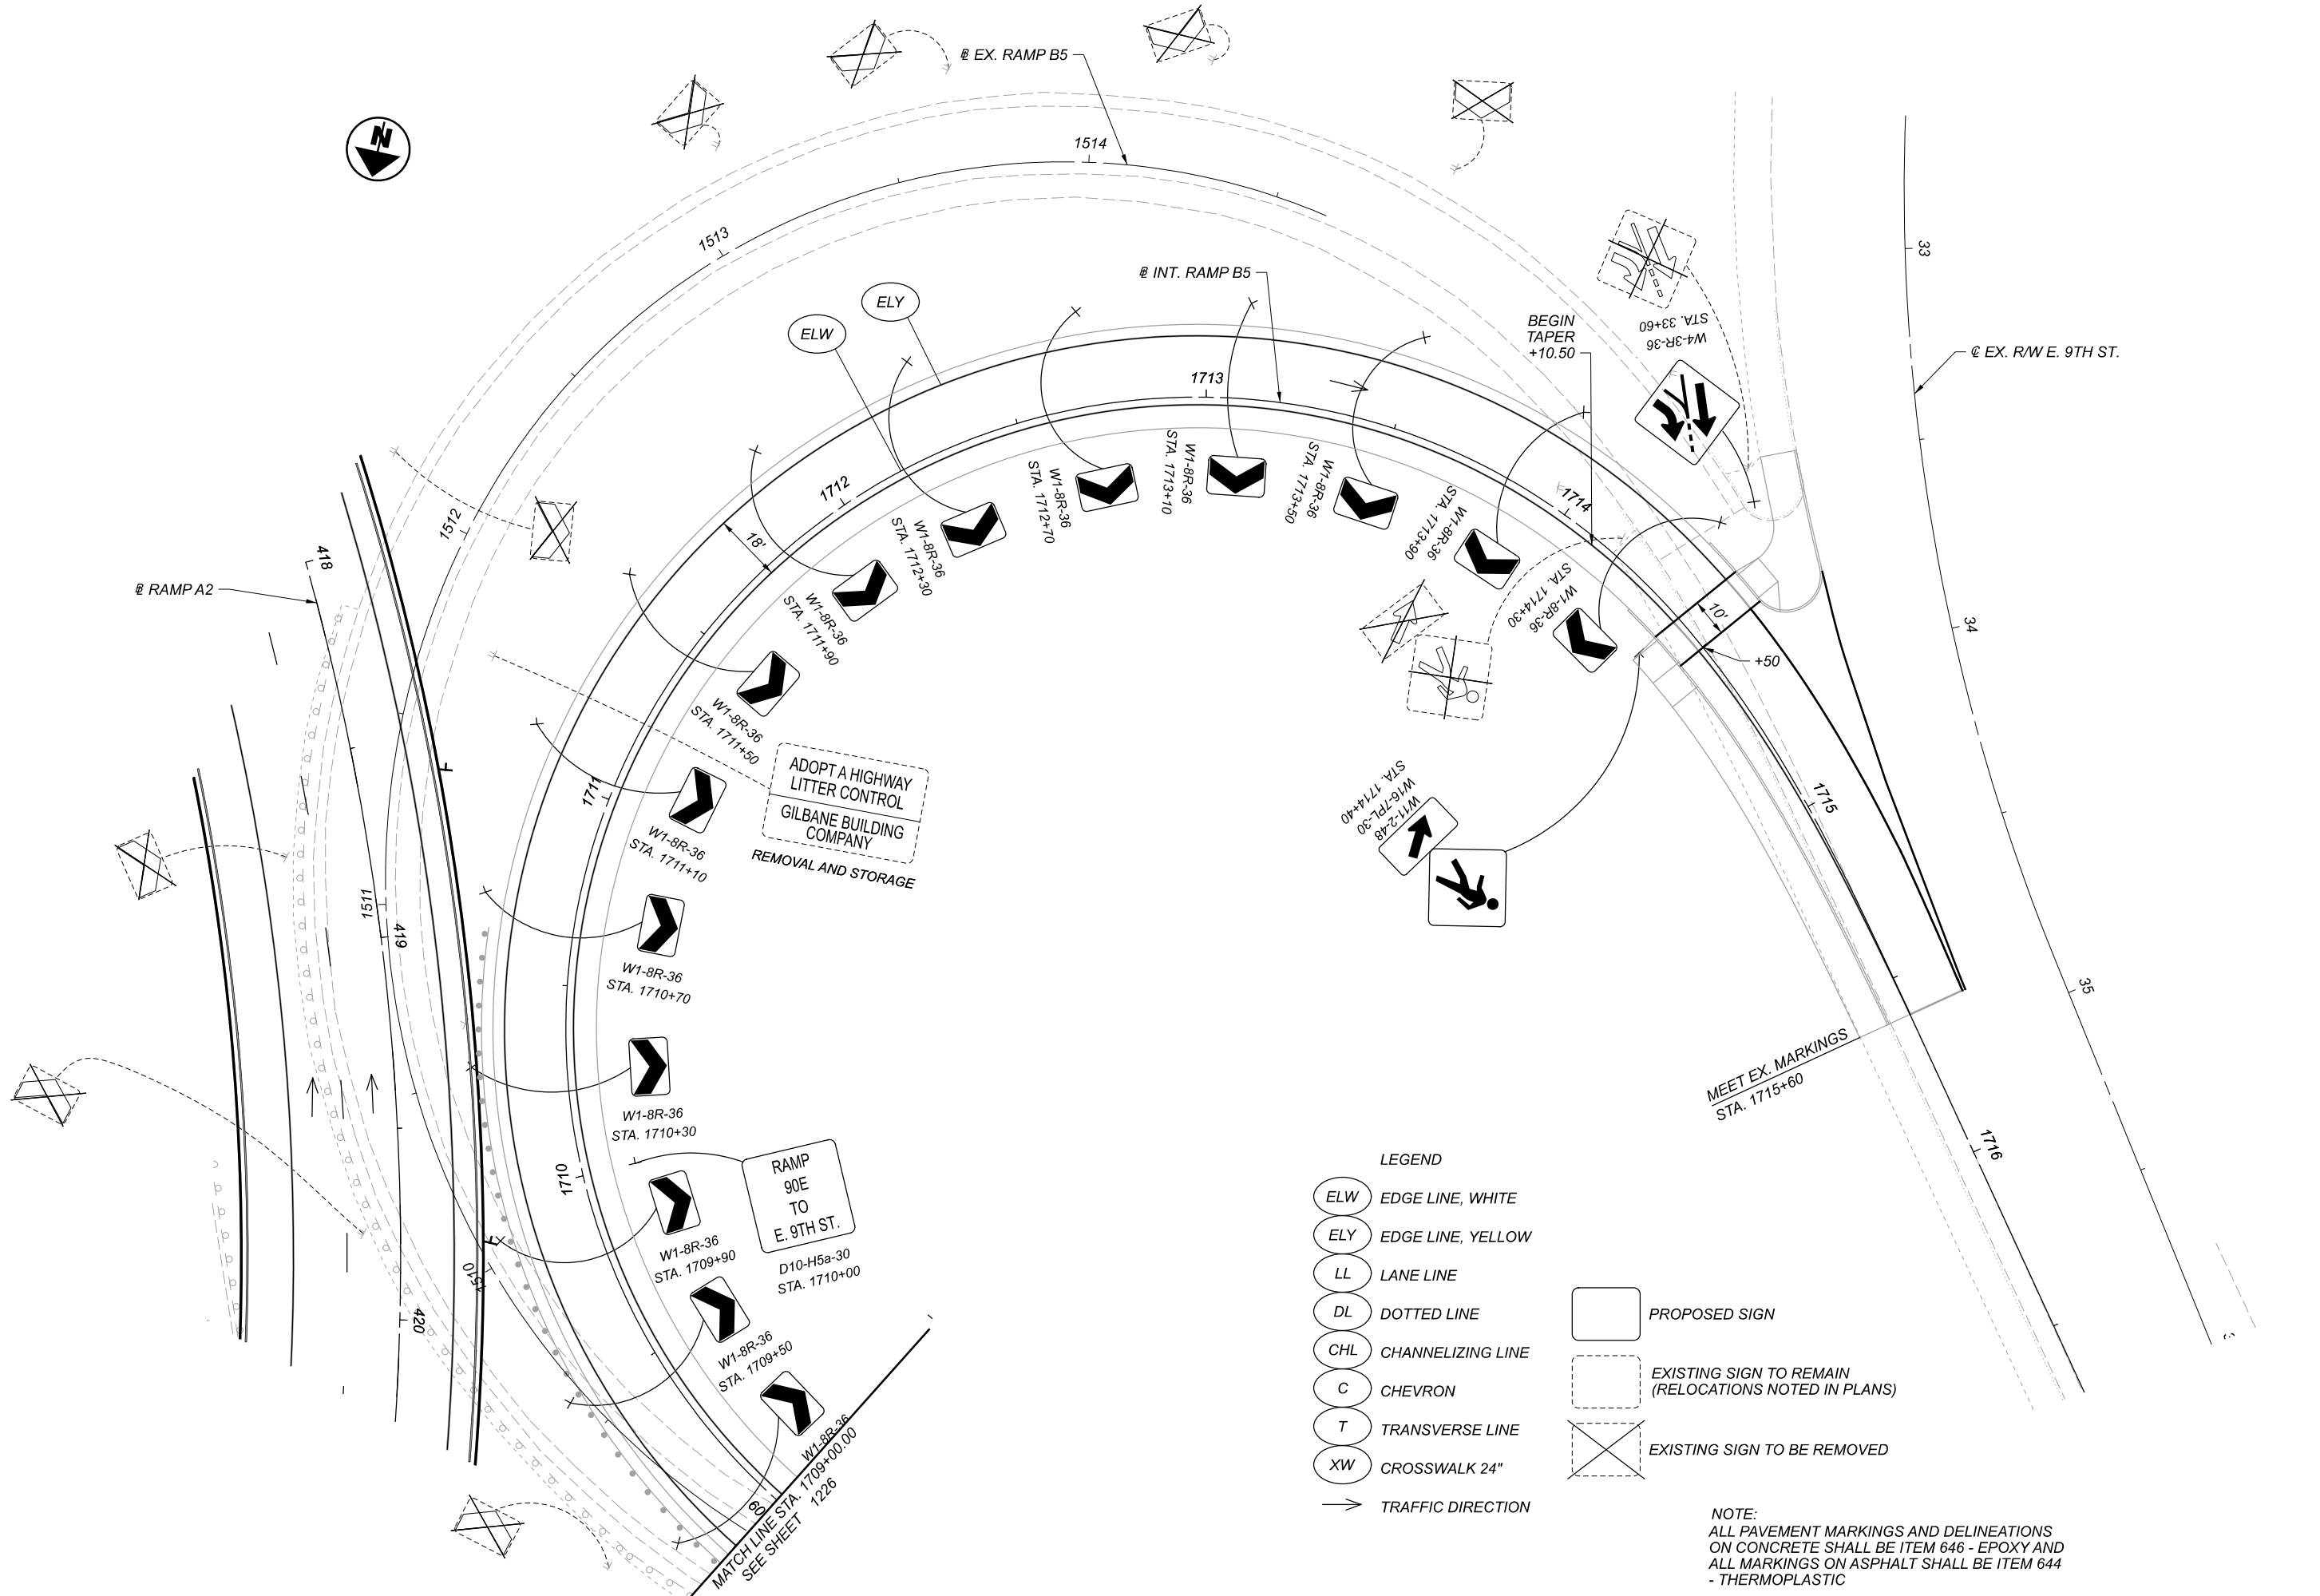 N
℄ EX. RAMP B5
1514
1513
1512
1511
1510
℄ INT. RAMP B5
ELY
ELW
BEGIN
TAPER
+10.50
33
W4-3R-36
STA. 33+60
℄ EX. R/W E. 9TH ST.
1713
1712
1711
1710
1714
1715
1716
34
35
18'
10'
+50
418
419
420
℄ RAMP A2
W1-8R-36
STA. 1714+30
W1-8R-36
STA. 1713+90
W1-8R-36
STA. 1713+50
W1-8R-36
STA. 1713+10
W1-8R-36
STA. 1712+70
W1-8R-36
STA. 1712+30
W1-8R-36
STA. 1711+90
W1-8R-36
STA. 1711+50
W1-8R-36
STA. 1711+10
W1-8R-36
STA. 1710+70
W1-8R-36
STA. 1710+30
W1-8R-36
STA. 1709+90
W1-8R-36
STA. 1709+50
W1-8R-36
ADOPT A HIGHWAY
LITTER CONTROL
GILBANE BUILDING
COMPANY
REMOVAL AND STORAGE
W11-2-48
W16-7PL-30
STA. 1714+40
RAMP
90E
TO
E. 9TH ST.
D10-H5a-30
STA. 1710+00
MEET EX. MARKINGS
STA. 1715+60
60
MATCH LINE STA. 1709+00.00
SEE SHEET 1226
LEGEND
ELW EDGE LINE, WHITE
ELY EDGE LINE, YELLOW
LL LANE LINE
DL DOTTED LINE
CHL CHANNELIZING LINE
C CHEVRON
T TRANSVERSE LINE
XW CROSSWALK 24"
TRAFFIC DIRECTION
PROPOSED SIGN
EXISTING SIGN TO REMAIN
(RELOCATIONS NOTED IN PLANS)
EXISTING SIGN TO BE REMOVED
NOTE:
ALL PAVEMENT MARKINGS AND DELINEATIONS
ON CONCRETE SHALL BE ITEM 646 - EPOXY AND
ALL MARKINGS ON ASPHALT SHALL BE ITEM 644
- THERMOPLASTIC